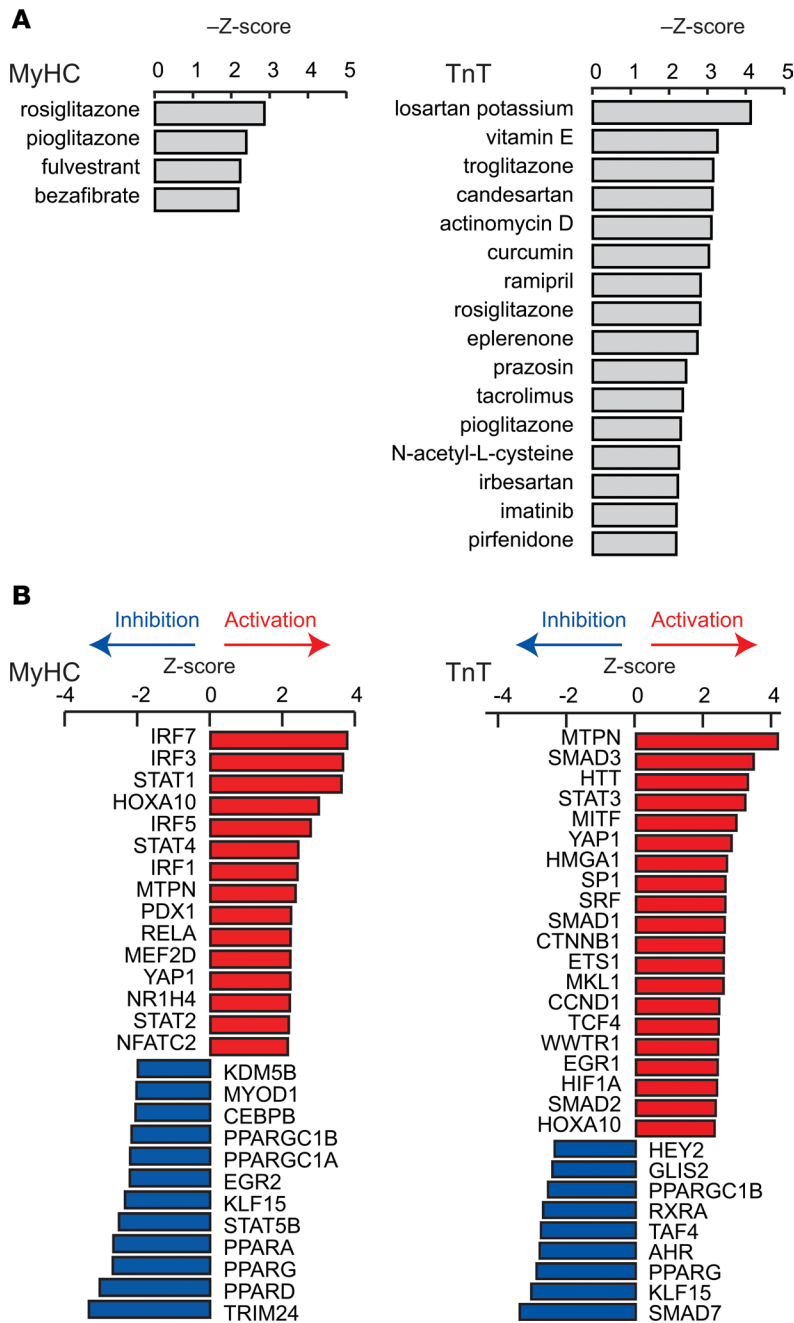 A
–Z-score
MyHC
0 1 2 3 4 5
rosiglitazone
pioglitazone
fulvestrant
bezafibrate
–Z-score
TnT
0 1 2 3 4 5
losartan potassium
vitamin E
troglitazone
candesartan
actinomycin D
curcumin
ramipril
rosiglitazone
eplerenone
prazosin
tacrolimus
pioglitazone
N-acetyl-L-cysteine
irbesartan
imatinib
pirfenidone
B
Inhibition Activation
MyHC
Z-score
-4 -2 0 2 4
IRF7
IRF3
STAT1
HOXA10
IRF5
STAT4
IRF1
MTPN
PDX1
RELA
MEF2D
YAP1
NR1H4
STAT2
NFATC2
KDM5B
MYOD1
CEBPB
PPARGC1B
PPARGC1A
EGR2
KLF15
STAT5B
PPARA
PPARG
PPARD
TRIM24
Inhibition Activation
TnT
Z-score
-4 -2 0 2 4
MTPN
SMAD3
HTT
STAT3
MITF
YAP1
HMGA1
SP1
SRF
SMAD1
CTNNB1
ETS1
MKL1
CCND1
TCF4
WWTR1
EGR1
HIF1A
SMAD2
HOXA10
HEY2
GLIS2
PPARGC1B
RXRA
TAF4
AHR
PPARG
KLF15
SMAD7